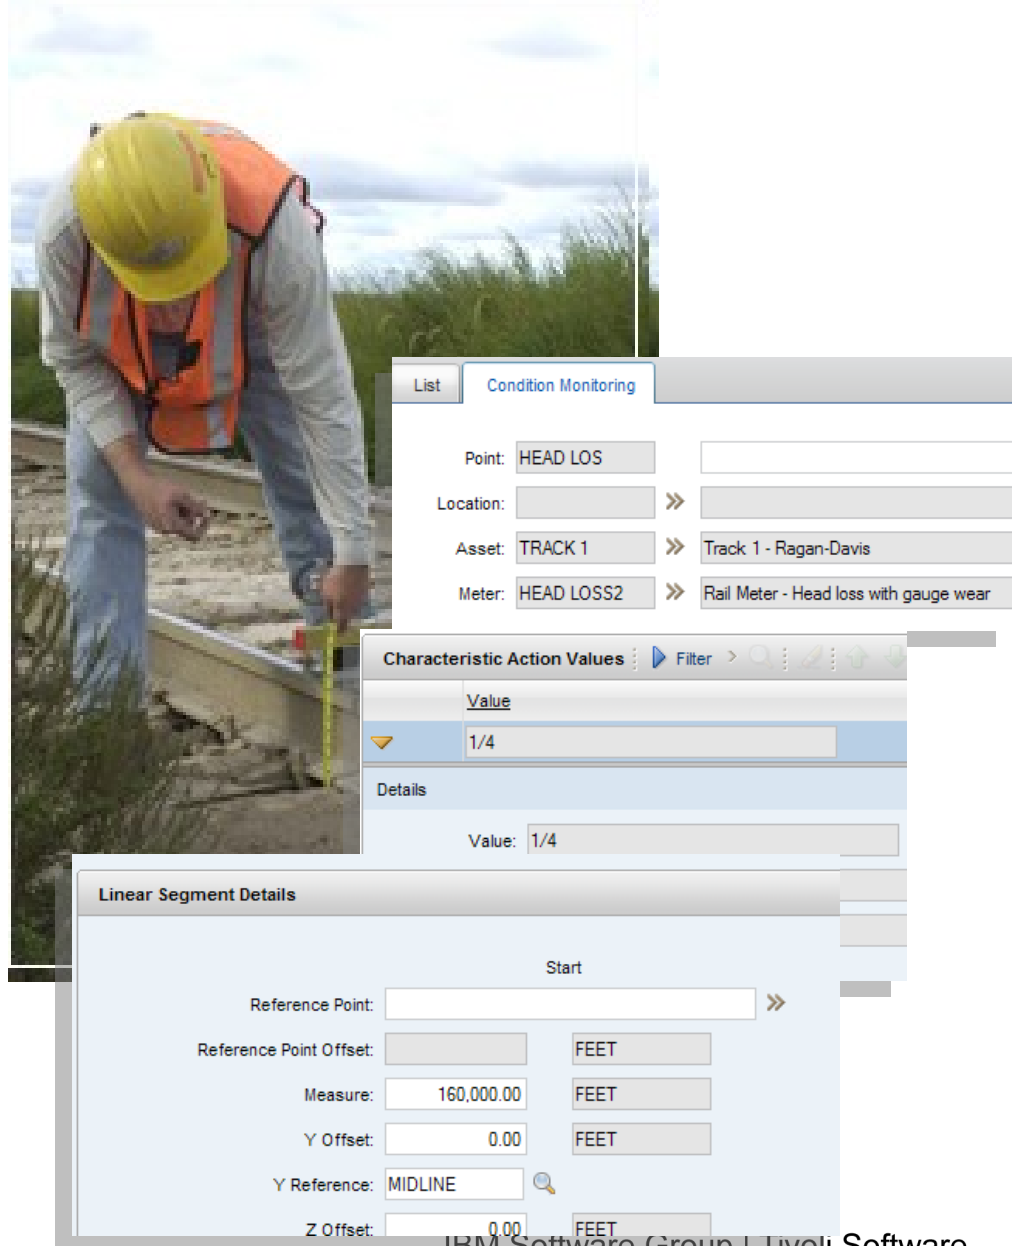 List Condition Monitoring
Point: HEAD LOS
Location:
Asset: TRACK 1 Track 1 - Ragan-Davis
Meter: HEAD LOSS2 Rail Meter - Head loss with gauge wear
Characteristic Action Values Filter
Value
1/4
Details
Value: 1/4
Linear Segment Details
Start
Reference Point:
Reference Point Offset: FEET
Measure: 160,000.00 FEET
Y Offset: 0.00 FEET
Y Reference: MIDLINE
Z Offset: 0.00 FEET
IBM Software Group | Tivoli Software